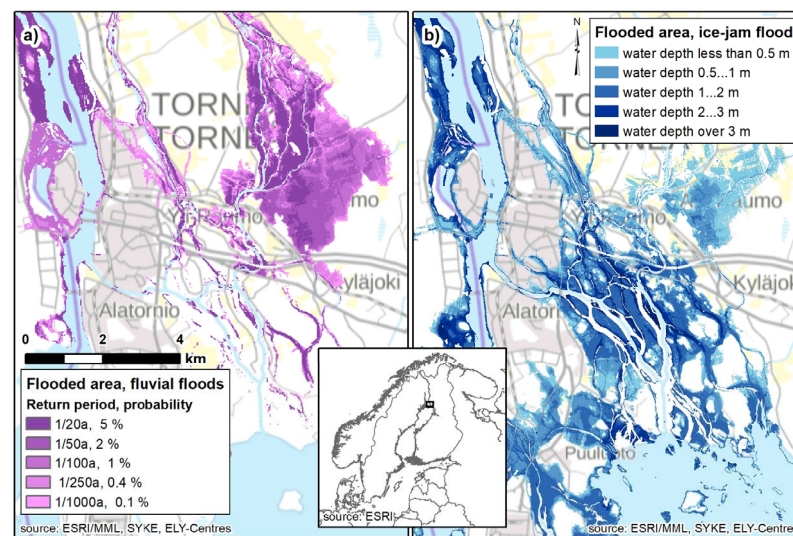 a)
TORNI
TORNEÅ
Alatornio
Kyläjoki
0 2 4
km
Flooded area, fluvial floods
Return period, probability
1/20a, 5 %
1/50a, 2 %
1/100a, 1 %
1/250a, 0.4 %
1/1000a, 0.1 %
source: ESRI/MML, SYKE, ELY-Centres
source: ESRI
b)
N
Flooded area, ice-jam flood
water depth less than 0.5 m
water depth 0.5...1 m
water depth 1...2 m
water depth 2...3 m
water depth over 3 m
Kyläjoki
source: ESRI/MML, SYKE, ELY-Centres